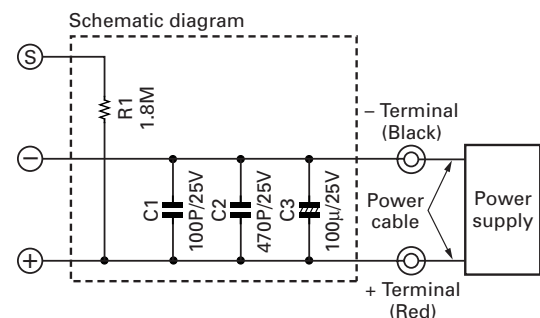 Schematic diagram
S
R1
1.8M
− Terminal
(Black)
−
C1
100P/25V
C2
470P/25V
C3
100µ/25V
Power
cable
Power
supply
+
+ Terminal
(Red)